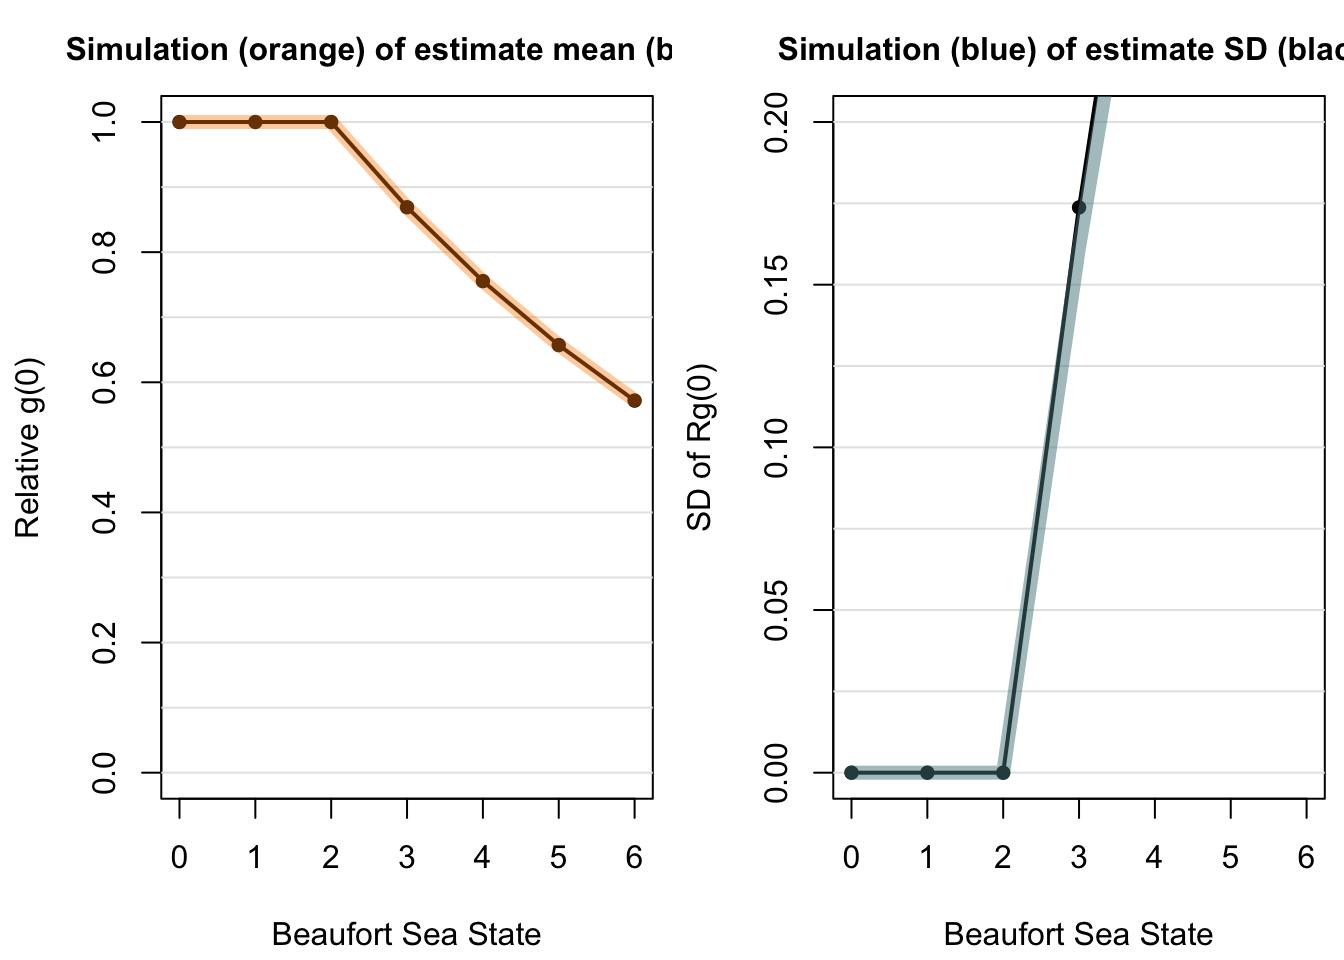 Simulation (orange) of estimate mean (b
Relative g(0)
1.0
0.8
0.6
0.4
0.2
0.0
0 1 2 3 4 5 6
Beaufort Sea State
Simulation (blue) of estimate SD (blac
SD of Rg(0)
0.20
0.15
0.10
0.05
0.00
0 1 2 3 4 5 6
Beaufort Sea State